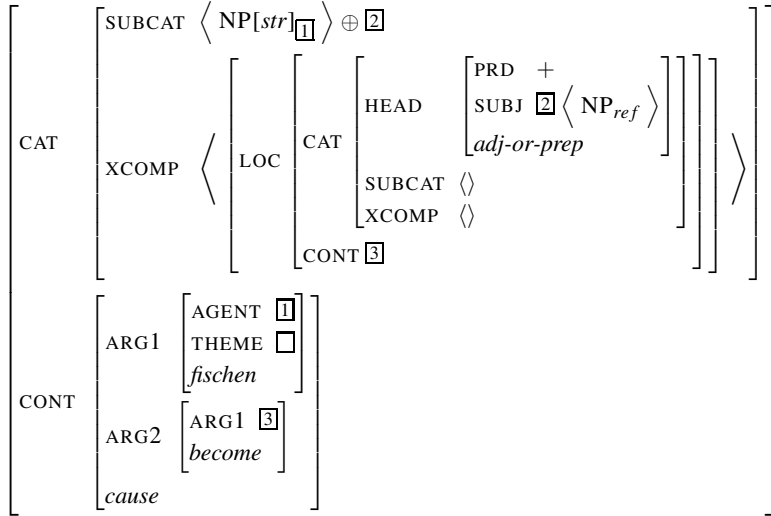 SUBCAT ⟨ NP[str]1 ⟩ ⊕ 2
PRD +
HEAD SUBJ 2 ⟨ NPref ⟩
CAT adj-or-prep
CAT XCOMP ⟨ LOC SUBCAT ⟨⟩ ⟩
XCOMP ⟨⟩
CONT 3
AGENT 1
ARG1 THEME
fischen
CONT ARG1 3
ARG2 become
cause